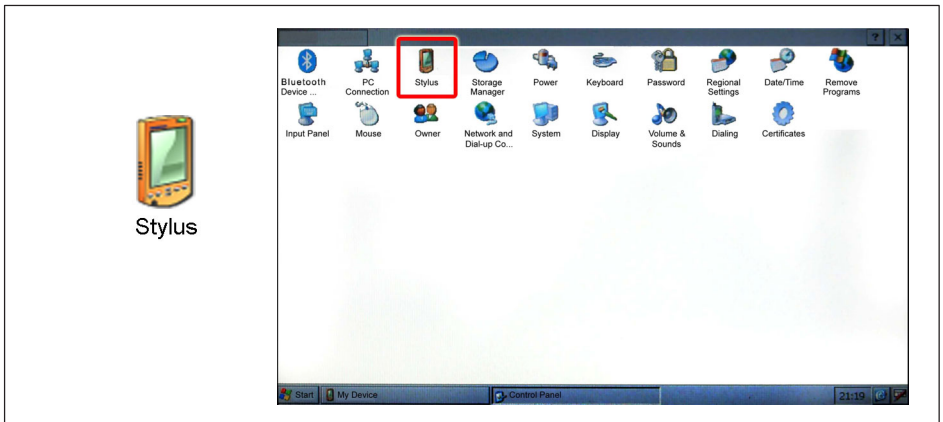 Stylus
? ×
Bluetooth Device ...
PC Connection
Stylus
Storage Manager
Power
Keyboard
Password
Regional Settings
Date/Time
Remove Programs
Input Panel
Mouse
Owner
Network and Dial-up Co...
System
Display
Volume & Sounds
Dialing
Certificates
Start
My Device
Control Panel
21:19